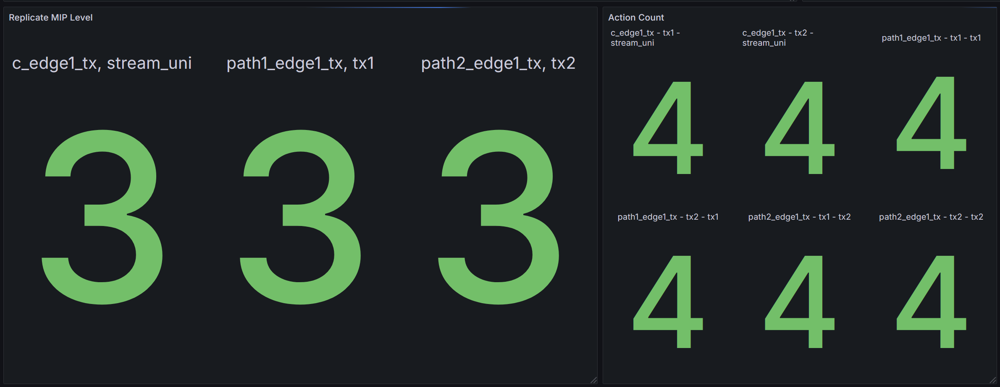 Replicate MIP Level
c_edge1_tx, stream_uni
path1_edge1_tx, tx1
path2_edge1_tx, tx2
3
3
3
Action Count
c_edge1_tx - tx1 -
stream_uni
c_edge1_tx - tx2 -
stream_uni
path1_edge1_tx - tx1 - tx1
4
4
4
path1_edge1_tx - tx2 - tx1
path2_edge1_tx - tx1 - tx2
path2_edge1_tx - tx2 - tx2
4
4
4